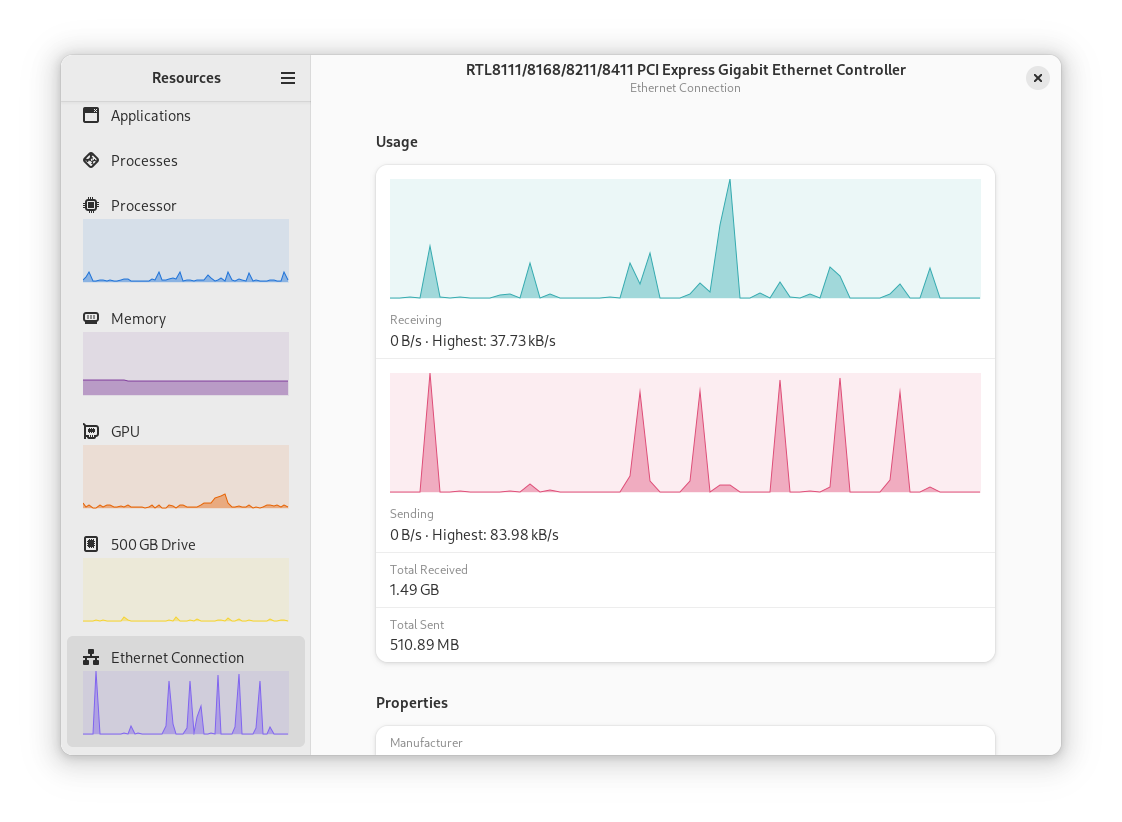 Resources
Applications
Processes
Processor
Memory
GPU
500 GB Drive
Ethernet Connection
RTL8111/8168/8211/8411 PCI Express Gigabit Ethernet Controller
Ethernet Connection
Usage
Receiving
0 B/s · Highest: 37.73 kB/s
Sending
0 B/s · Highest: 83.98 kB/s
Total Received
1.49 GB
Total Sent
510.89 MB
Properties
Manufacturer